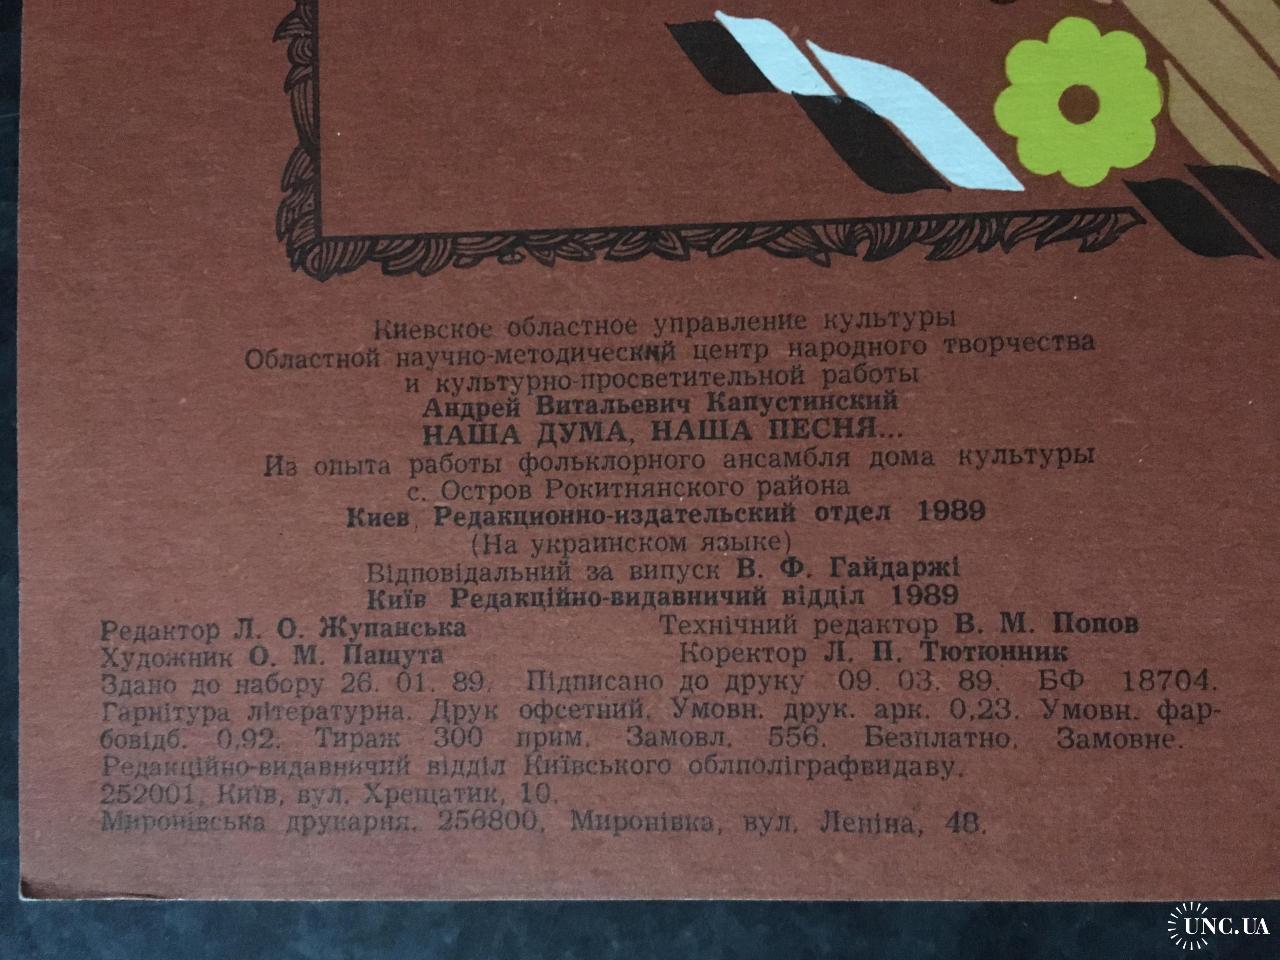 Киевское областное управление культуры
Областной научно-методический центр народного творчества
и культурно-просветительной работы
Андрей Витальевич Капустинский
НАША ДУМА, НАША ПЕСНЯ...
Из опыта работы фольклорного ансамбля дома культуры
с. Остров Рокитнянского района
Киев, Редакционно-издательский отдел 1989
(На украинском языке)
Відповідальний за випуск В. Ф. Гайдаржі
Київ Редакційно-видавничий відділ 1989
Редактор Л. О. Жупанська Технічний редактор В. М. Попов
Художник О. М. Пашута Коректор Л. П. Тютюнник
Здано до набору 26. 01. 89. Підписано до друку 09. 03. 89. БФ 18704.
Гарнітура літературна. Друк офсетний. Умовн. друк. арк. 0,23. Умовн. фар-
бовідб. 0,92. Тираж 300 прим. Замовл. 556. Безплатно. Замовне.
Редакційно-видавничий відділ Київського облполіграфвидаву.
252001, Київ, вул. Хрещатик, 10.
Миронівська друкарня. 256800, Миронівка, вул. Леніна, 48.
UNC.UA